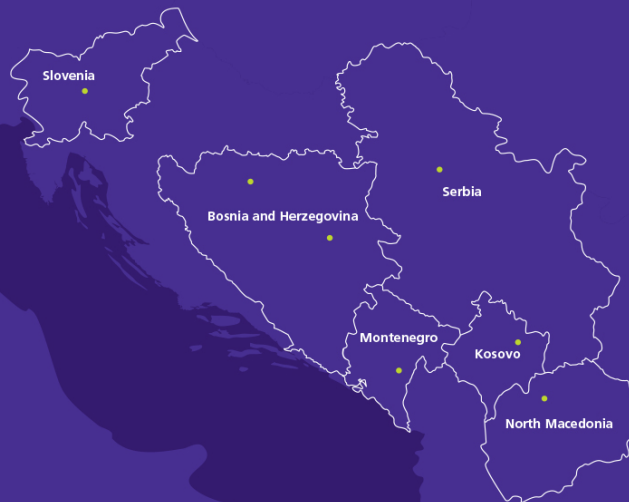 Slovenia
Serbia
Bosnia and Herzegovina
Montenegro
Kosovo
North Macedonia